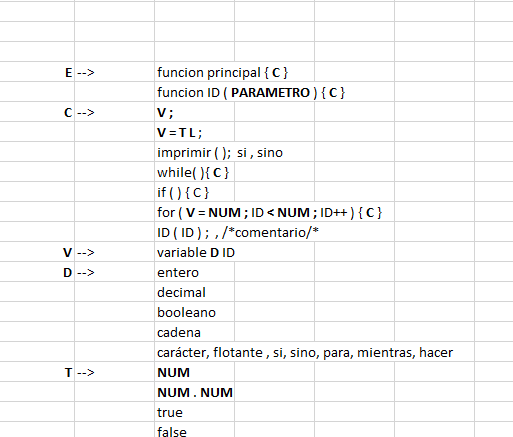 E --> funcion principal { C }
funcion ID ( PARAMETRO ) { C }
C --> V ;
V = T L ;
imprimir ( ); si , sino
while( ){ C }
if ( ) { C }
for ( V = NUM ; ID < NUM ; ID++ ) { C }
ID ( ID ) ; , /*comentario/*
V --> variable D ID
D --> entero
decimal
booleano
cadena
carácter, flotante , si, sino, para, mientras, hacer
T --> NUM
NUM . NUM
true
false